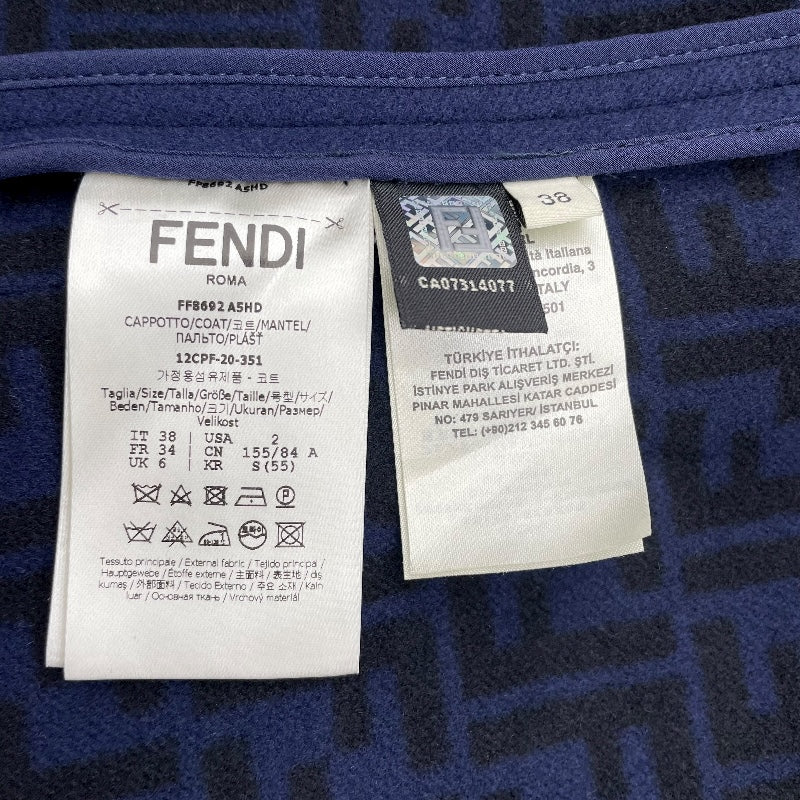 FF8692 A5HD
FENDI
ROMA
FF8692 A5HD
CAPPOTTO/COAT/코트/MANTEL/
ПАЛЬТО/PLÁŠŤ
12CPF-20-351
가정용섬유제품 - 코트
Taglia/Size/Talla/Größe/Taille/号型/サイズ/
Beden/Tamanho/크기/Ukuran/Размер/
Velikost
IT 38 USA 2
FR 34 CN 155/84 A
UK 6 KR S(55)
드라이
Tessuto principale / External fabric / Tejido principal /
Hauptgewebe / Étoffe externe / 主面料 / 表生地 / dış
kumaş / 外部面料 / Tecido Externo / 주요 소재 / Kain
luar / Основная ткань / Vrchový materiál
38
CA07314077
tà Italiana
oncordia, 3
ITALY
501
TÜRKİYE İTHALATÇI:
FENDI DIŞ TİCARET LTD. ŞTİ.
İSTİNYE PARK ALIŞVERİŞ MERKEZİ
PINAR MAHALLESİ KATAR CADDESİ
NO: 479 SARIYER/ İSTANBUL
TEL: (+90)212 345 60 76